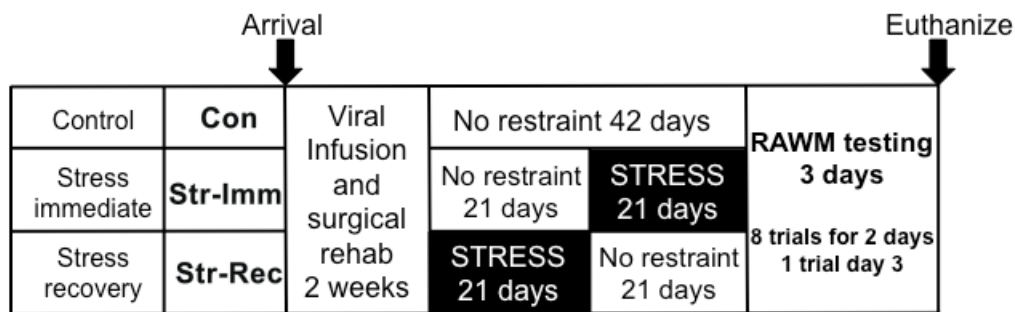 Arrival
Euthanize
Control
Con
Viral
Infusion
and
surgical
rehab
2 weeks
No restraint 42 days
RAWM testing
3 days
8 trials for 2 days
1 trial day 3
Stress
immediate
Str-Imm
No restraint
21 days
STRESS
21 days
Stress
recovery
Str-Rec
STRESS
21 days
No restraint
21 days